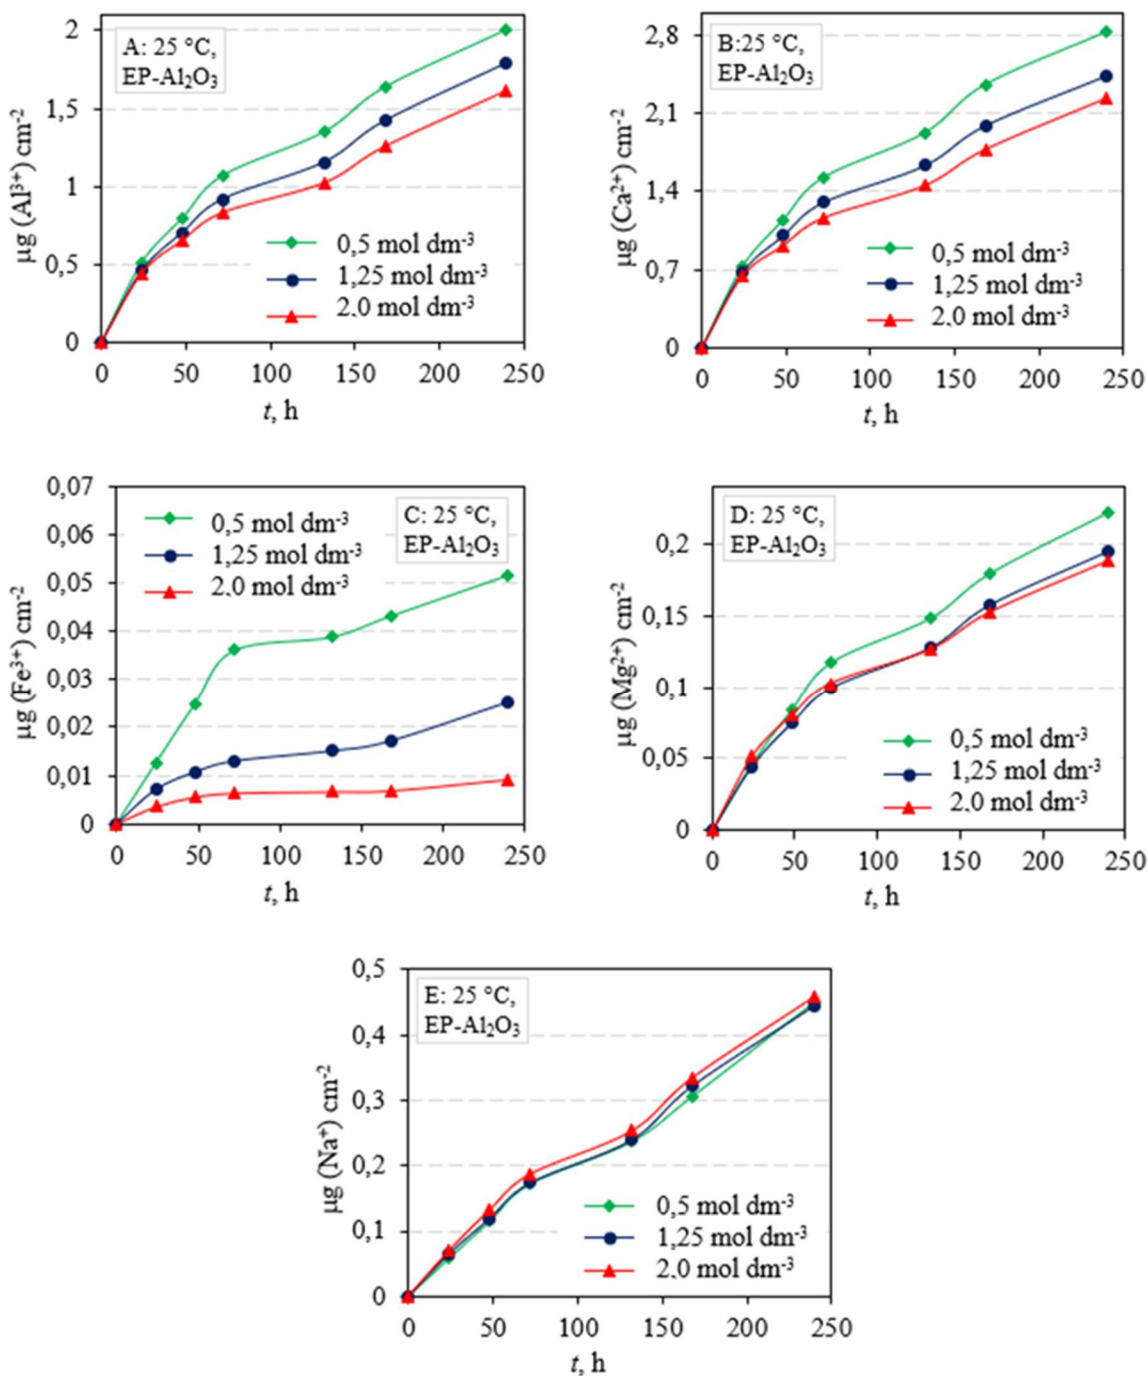 A: 25 °C,
EP-Al₂O₃
µg (Al³⁺) cm⁻²
2
1,5
1
0,5
0
0,5 mol dm⁻³
1,25 mol dm⁻³
2,0 mol dm⁻³
0 50 100 150 200 250
t, h
B:25 °C,
EP-Al₂O₃
µg (Ca²⁺) cm⁻²
2,8
2,1
1,4
0,7
0
0,5 mol dm⁻³
1,25 mol dm⁻³
2,0 mol dm⁻³
0 50 100 150 200 250
t, h
C: 25 °C,
EP-Al₂O₃
µg (Fe³⁺) cm⁻²
0,07
0,06
0,05
0,04
0,03
0,02
0,01
0
0,5 mol dm⁻³
1,25 mol dm⁻³
2,0 mol dm⁻³
0 50 100 150 200 250
t, h
D: 25 °C,
EP-Al₂O₃
µg (Mg²⁺) cm⁻²
0,2
0,15
0,1
0,05
0
0,5 mol dm⁻³
1,25 mol dm⁻³
2,0 mol dm⁻³
0 50 100 150 200 250
t, h
E: 25 °C,
EP-Al₂O₃
µg (Na⁺) cm⁻²
0,5
0,4
0,3
0,2
0,1
0
0,5 mol dm⁻³
1,25 mol dm⁻³
2,0 mol dm⁻³
0 50 100 150 200 250
t, h